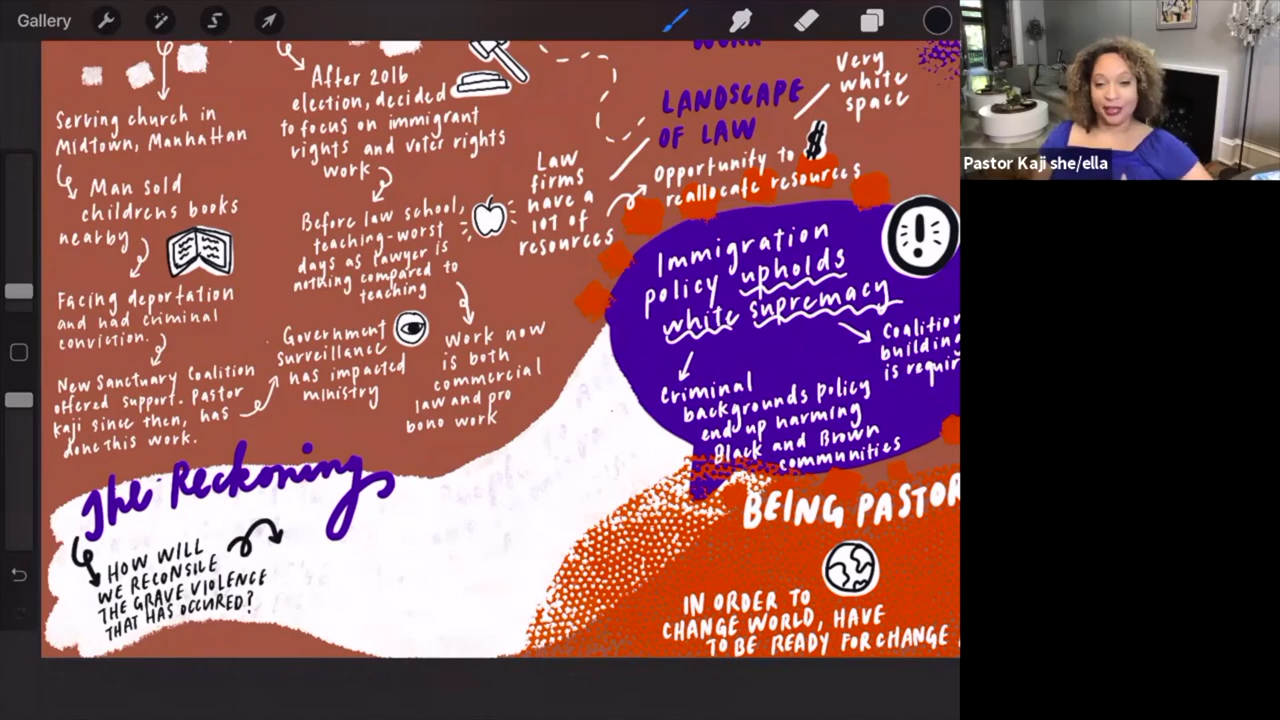 Gallery
Serving church in
Midtown, Manhattan
Man sold
childrens books
nearby
Facing deportation
and had criminal
conviction.
New Sanctuary Coalition
offered support. Pastor
Kaji since then, has
done this work.
After 2016
election, decided
to focus on immigrant
rights and voter rights
work
Before law school,
teaching-worst
days as lawyer is
nothing compared to
teaching
Government
surveillance
has impacted
ministry
Work now
is both
commercial
law and pro
bono work
Law
firms
have a
lot of
resources
WORK
LANDSCAPE
OF LAW
Very
white
space
Opportunity to $
reallocate resources
Immigration
policy upholds
white supremacy
Coalition
building
is requir
Criminal
backgrounds policy
end up harming
Black and Brown
communities
The Reckoning
HOW WILL
WE RECONSILE
THE GRAVE VIOLENCE
THAT HAS OCCURED?
BEING PASTOR
IN ORDER TO
CHANGE WORLD, HAVE
TO BE READY FOR CHANGE
Pastor Kaji she/ella